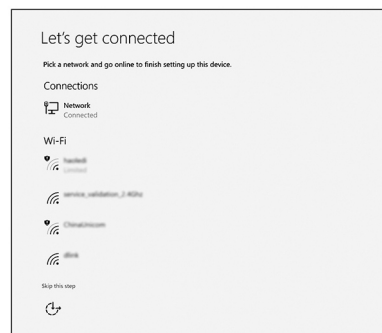 Let's get connected
Pick a network and go online to finish setting up this device.
Connections
Network
Connected
Wi-Fi
Limited
service_validation_2.4Ghz
ChinaUnicom
dlink
Skip this step